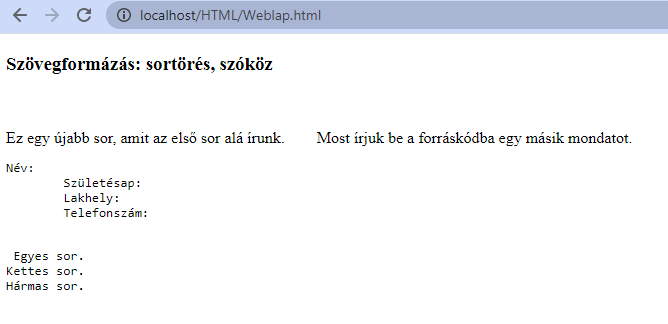 localhost/HTML/Weblap.html
Szövegformázás: sortörés, szóköz
Ez egy újabb sor, amit az első sor alá írunk. Most írjuk be a forráskódba egy másik mondatot.
Név:
Születésap:
Lakhely:
Telefonszám:
Egyes sor.
Kettes sor.
Hármas sor.